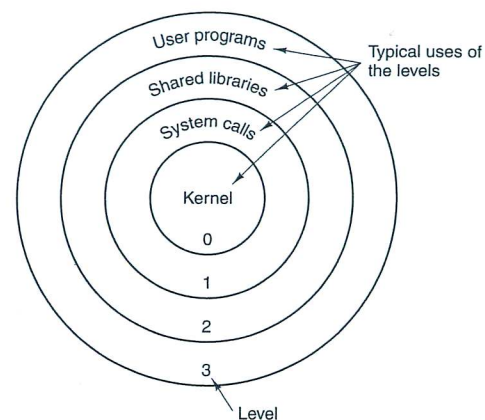 User programs
Typical uses of
the levels
Shared libraries
System calls
Kernel
0
1
2
3
Level